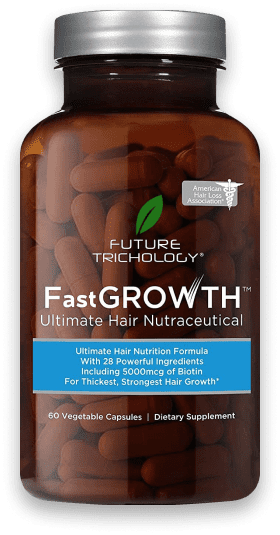 American
Hair Loss
Association®
FUTURE
TRICHOLOGY®
FastGROWTH™
Ultimate Hair Nutraceutical
Ultimate Hair Nutrition Formula
With 28 Powerful Ingredients
Including 5000mcg of Biotin
For Thickest, Strongest Hair Growth*
60 Vegetable Capsules | Dietary Supplement